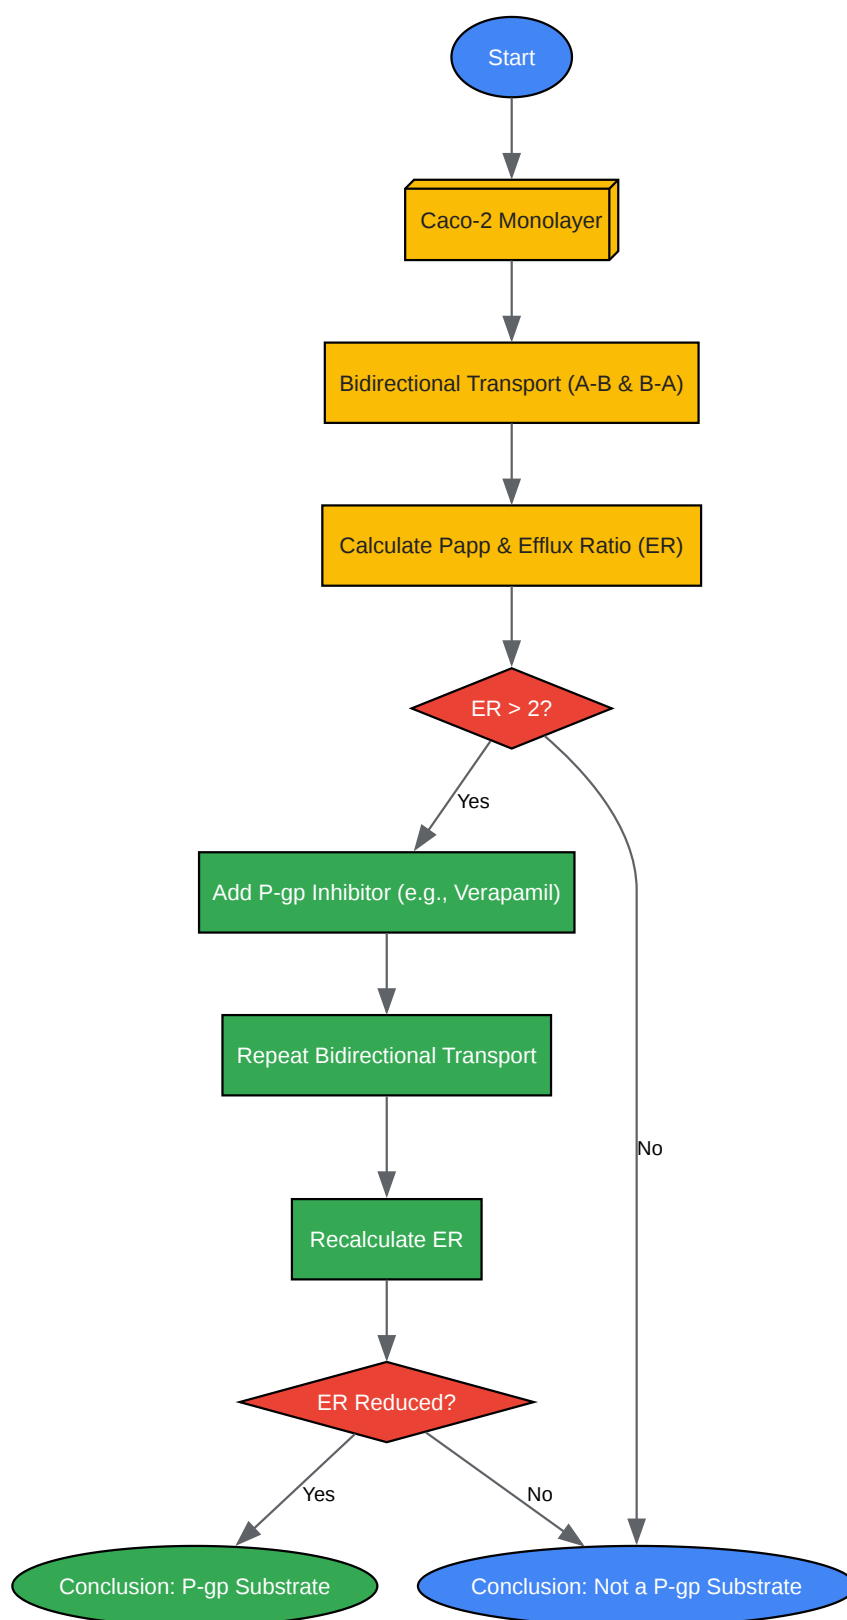 Start
Caco-2 Monolayer
Bidirectional Transport (A-B & B-A)
Calculate Papp & Efflux Ratio (ER)
ER > 2?
Yes
Add P-gp Inhibitor (e.g., Verapamil)
Repeat Bidirectional Transport
No
Recalculate ER
ER Reduced?
Yes
No
Conclusion: P-gp Substrate
Conclusion: Not a P-gp Substrate